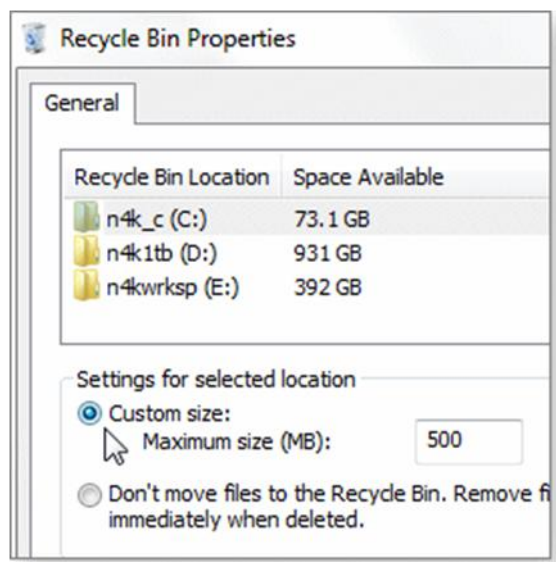 Recycle Bin Properties
General
Recycle Bin Location Space Available
n4k_c (C:) 73.1 GB
n4k1tb (D:) 931 GB
n4kwrksp (E:) 392 GB
Settings for selected location
Custom size:
Maximum size (MB): 500
Don't move files to the Recycle Bin. Remove fi
immediately when deleted.